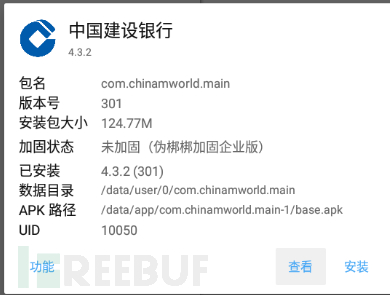 中国建设银行
4.3.2
包名 com.chinamworld.main
版本号 301
安装包大小 124.77M
加固状态 未加固（伪梆梆加固企业版）
已安装 4.3.2 (301)
数据目录 /data/user/0/com.chinamworld.main
APK 路径 /data/app/com.chinamworld.main-1/base.apk
UID 10050
功能 查看 安装
FREEBUF